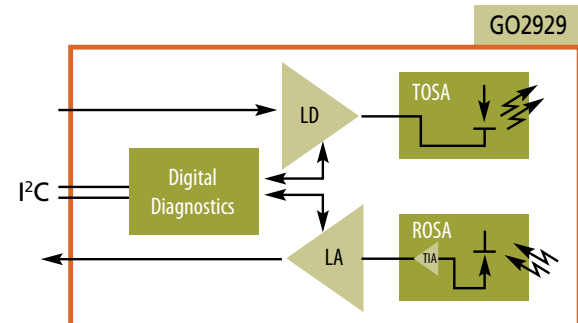 GO2929
TOSA
LD
Digital
Diagnostics
I²C
ROSA
TIA
LA